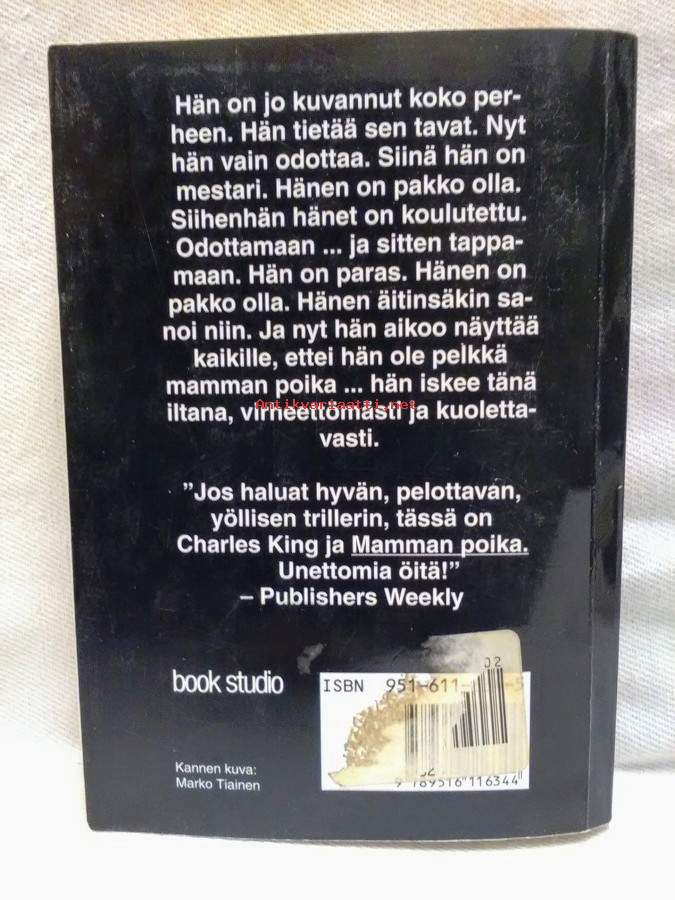 Hän on jo kuvannut koko per-
heen. Hän tietää sen tavat. Nyt
hän vain odottaa. Siinä hän on
mestari. Hänen on pakko olla.
Siihenhän hänet on koulutettu.
Odottamaan ... ja sitten tappa-
maan. Hän on paras. Hänen on
pakko olla. Hänen äitinsäkin sa-
noi niin. Ja nyt hän aikoo näyttää
kaikille, ettei hän ole pelkkä
mamman poika ... hän iskee tänä
Antikvariaatti.net
iltana, virheettömästi ja kuoletta-
vasti.
”Jos haluat hyvän, pelottavan,
yöllisen trillerin, tässä on
Charles King ja Mamman poika.
Unettomia öitä!”
– Publishers Weekly
02
book studio
ISBN 951-611-
Kannen kuva:
Marko Tiainen
9 789516 116344